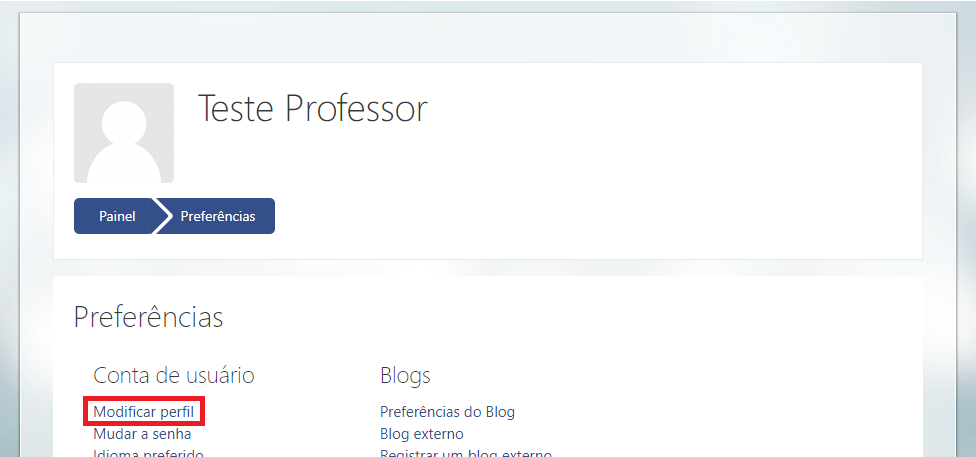 Teste Professor
Painel
Preferências
Preferências
Conta de usuário
Modificar perfil
Mudar a senha
Idioma preferido
Blogs
Preferências do Blog
Blog externo
Registrar um blog externo